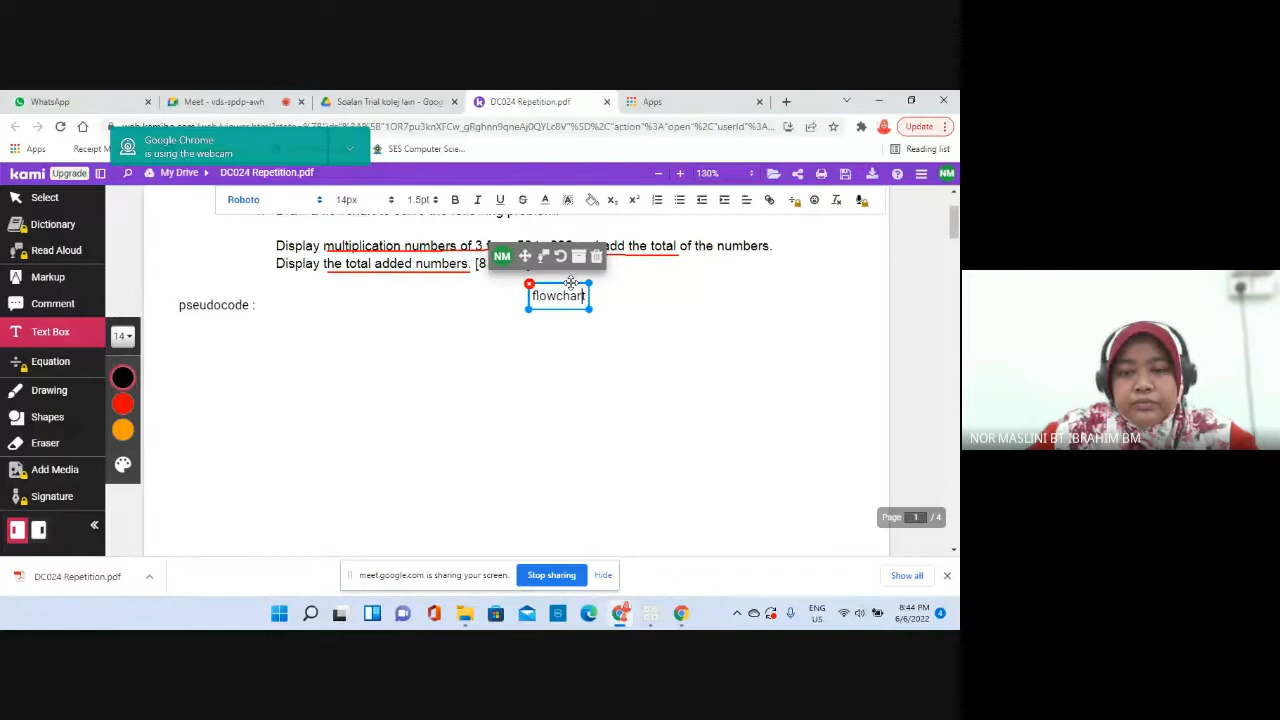 WhatsApp
Meet - vds-spdp-awh
Soalan Trial kolej lain - Goog
DC024 Repetition.pdf
Apps
Google Chrome
is using the webcam
Update
Apps
Receipt M
SES Computer Scie...
Reading list
kami Upgrade
My Drive
DC024 Repetition.pdf
130%
NM
Roboto
14px
1.5pt
Select
Dictionary
Read Aloud
Markup
Comment
Text Box
Equation
Drawing
Shapes
Eraser
Add Media
Signature
14
Display multiplication numbers of 3
add the total of the numbers.
Display the total added numbers. [8
NM
pseudocode :
flowchart
Page 1 / 4
DC024 Repetition.pdf
meet.google.com is sharing your screen.
Stop sharing
Hide
Show all
ENG
US
8:44 PM
6/6/2022
4
NOR MASLINI BT IBRAHIM BM